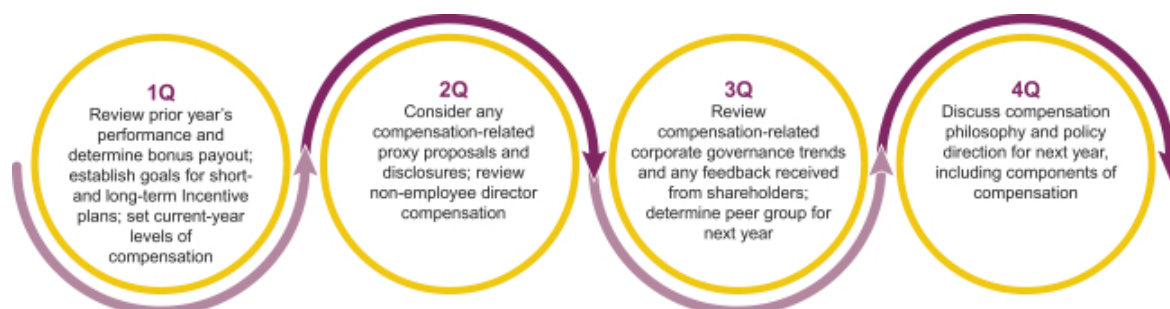 1Q
Review prior year's
performance and
determine bonus payout;
establish goals for short-
and long-term Incentive
plans; set current-year
levels of
compensation
2Q
Consider any
compensation-related
proxy proposals and
disclosures; review
non-employee director
compensation
3Q
Review
compensation-related
corporate governance trends
and any feedback received
from shareholders;
determine peer group for
next year
4Q
Discuss compensation
philosophy and policy
direction for next year,
including components of
compensation